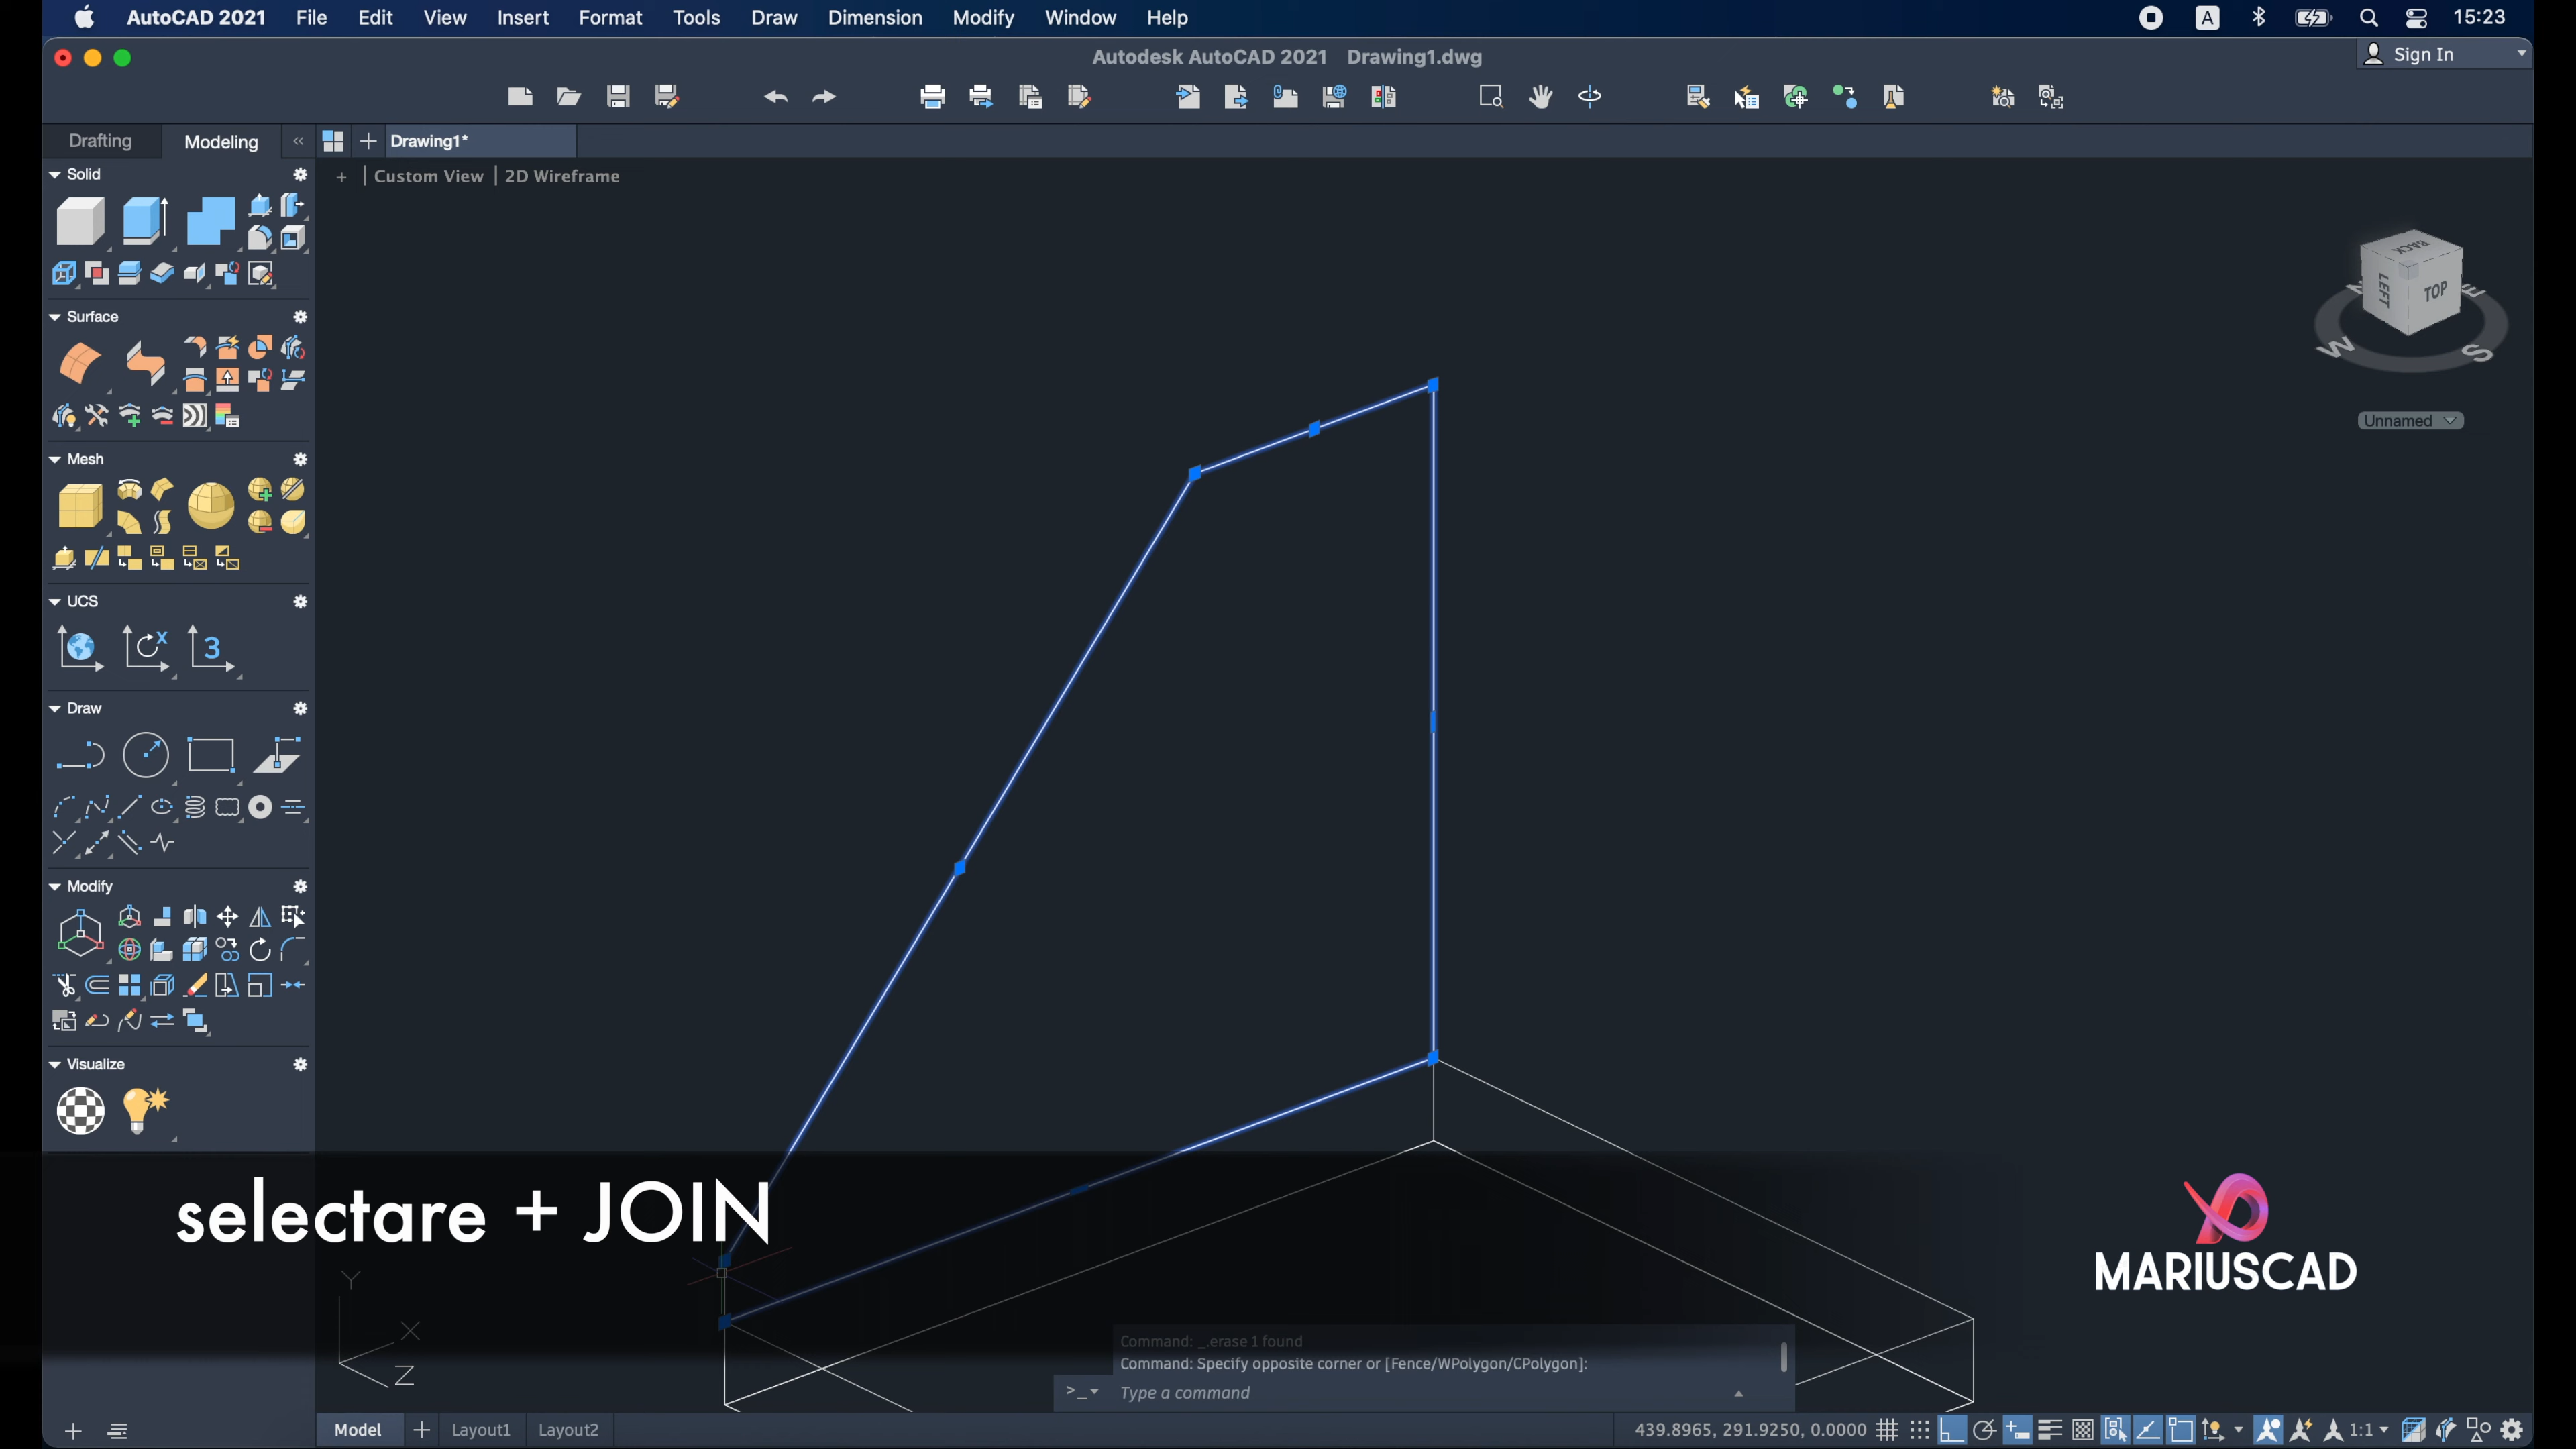 AutoCAD 2021 File Edit View Insert Format Tools Draw Dimension Modify Window Help A 15:23
Autodesk AutoCAD 2021 Drawing1.dwg Sign In
Drafting Modeling « + Drawing1*
Solid
+ | Custom View | 2D Wireframe
BACK
LEFT TOP
W S E
Unnamed
Surface
Mesh
UCS
X
3
Draw
Modify
Visualize
selectare + JOIN
MARIUSCAD
Y
X
Z
Command: _.erase 1 found
Command: Specify opposite corner or [Fence/WPolygon/CPolygon]:
>_ Type a command
Model + Layout1 Layout2 439.8965, 291.9250, 0.0000 1:1